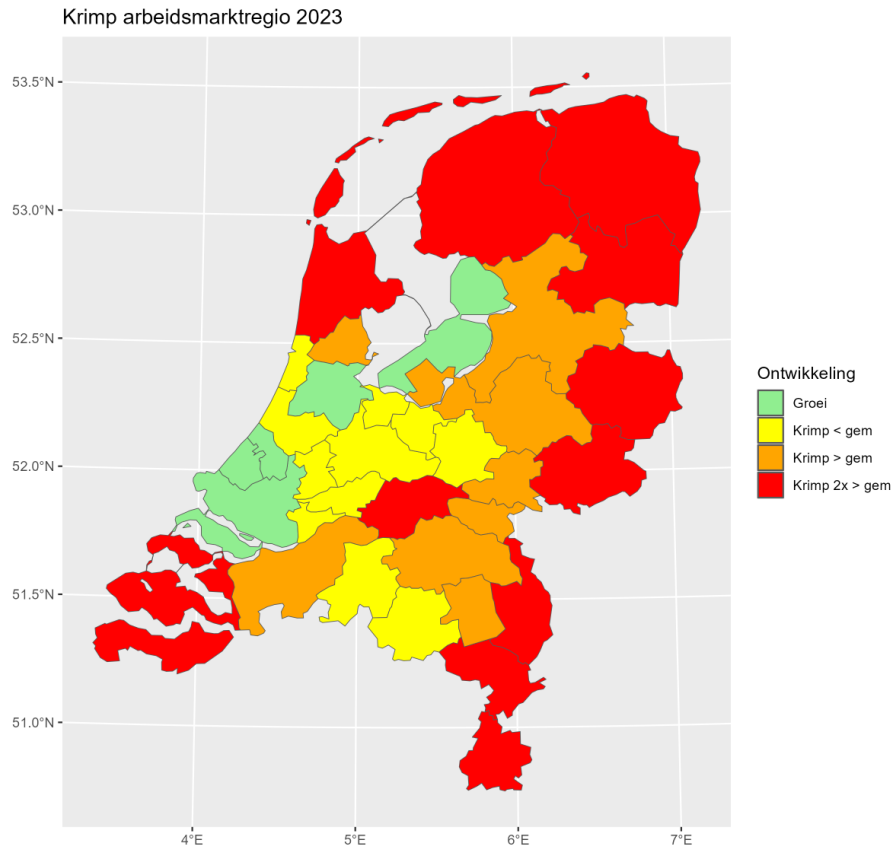 Krimp arbeidsmarktregio 2023
53.5°N
53.0°N
52.5°N
52.0°N
51.5°N
51.0°N
4°E
5°E
6°E
7°E
Ontwikkeling
Groei
Krimp < gem
Krimp > gem
Krimp 2x > gem